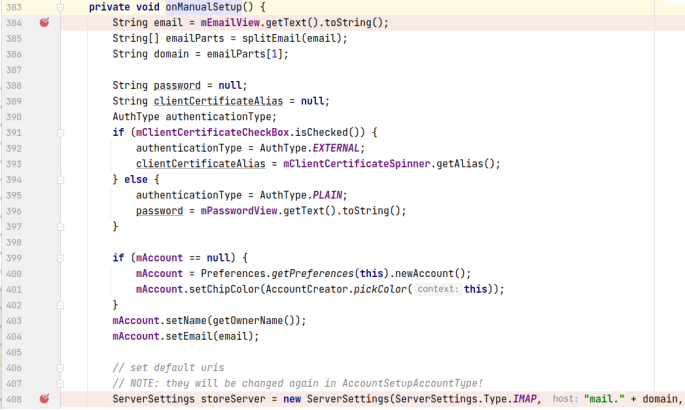 383 private void onManualSetup() {
384 String email = mEmailView.getText().toString();
385 String[] emailParts = splitEmail(email);
386 String domain = emailParts[1];
387
388 String password = null;
389 String clientCertificateAlias = null;
390 AuthType authenticationType;
391 if (mClientCertificateCheckBox.isChecked()) {
392 authenticationType = AuthType.EXTERNAL;
393 clientCertificateAlias = mClientCertificateSpinner.getAlias();
394 } else {
395 authenticationType = AuthType.PLAIN;
396 password = mPasswordView.getText().toString();
397 }
398
399 if (mAccount == null) {
400 mAccount = Preferences.getPreferences(this).newAccount();
401 mAccount.setChipColor(AccountCreator.pickColor( context: this));
402 }
403 mAccount.setName(getOwnerName());
404 mAccount.setEmail(email);
405
406 // set default uris
407 // NOTE: they will be changed again in AccountSetupAccountType!
408 ServerSettings storeServer = new ServerSettings(ServerSettings.Type.IMAP, host: "mail." + domain,